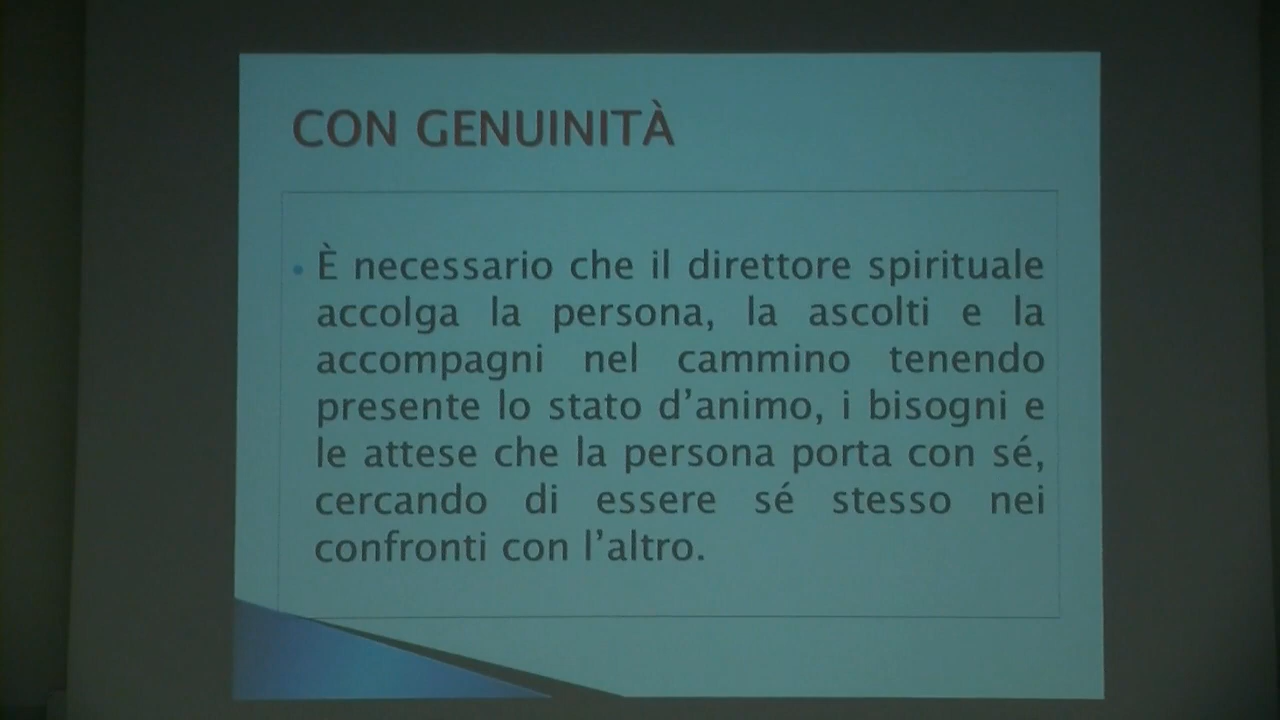 CON GENUINITÀ
• È necessario che il direttore spirituale
accolga la persona, la ascolti e la
accompagni nel cammino tenendo
presente lo stato d’animo, i bisogni e
le attese che la persona porta con sé,
cercando di essere sé stesso nei
confronti con l’altro.